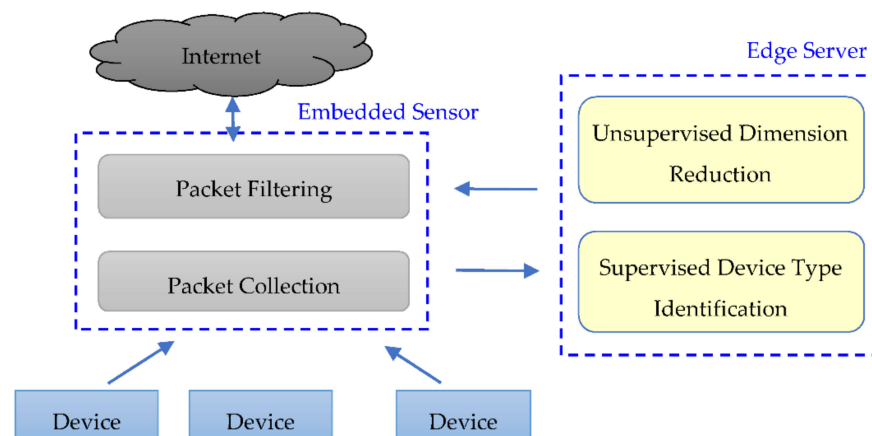 Internet
Edge Server
Embedded Sensor
Packet Filtering
Packet Collection
Unsupervised Dimension
Reduction
Supervised Device Type
Identification
Device
Device
Device